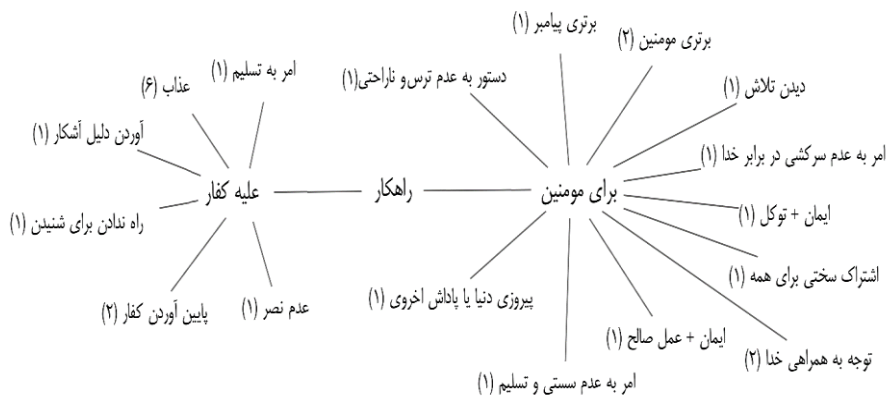 برتری پیامبر (۱)
برتری مومنین (۲)
دستور به عدم ترس‌و ناراحتی(۱)
دیدن تلاش (۱)
امر به عدم سرکشی در برابر خدا (۱)
ایمان + توکل (۱)
اشتراک سختی برای همه (۱)
توجه به همراهی خدا (۲)
ایمان + عمل صالح (۱)
امر به عدم سستی و تسلیم (۱)
پیروزی دنیا یا پاداش اخروی (۱)
برای مومنین
راهکار
علیه کفار
امر به تسلیم (۱)
عذاب (۶)
آوردن دلیل آشکار (۱)
راه ندادن برای شنیدن (۱)
پایین آوردن کفار (۲)
عدم نصر (۱)